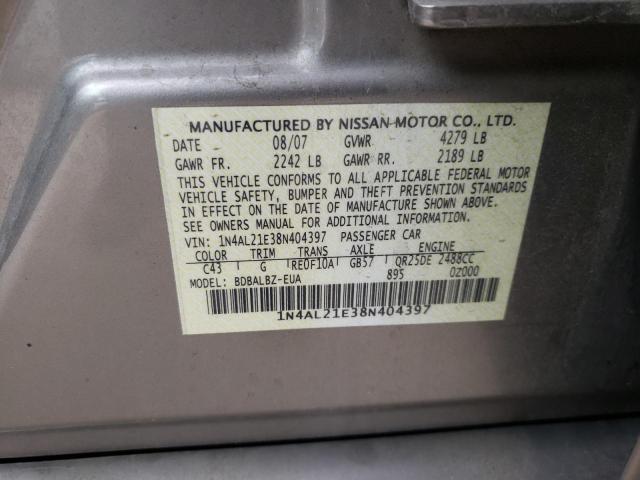 MANUFACTURED BY NISSAN MOTOR CO., LTD.
DATE 08/07 GVWR 4279 LB
GAWR FR. 2242 LB GAWR RR. 2189 LB
THIS VEHICLE CONFORMS TO ALL APPLICABLE FEDERAL MOTOR
VEHICLE SAFETY, BUMPER AND THEFT PREVENTION STANDARDS
IN EFFECT ON THE DATE OF MANUFACTURE SHOWN ABOVE.
SEE OWNERS MANUAL FOR ADDITIONAL INFORMATION.
VIN: 1N4AL21E38N404397 PASSENGER CAR
COLOR TRIM TRANS AXLE ENGINE
C43 G RE0F10A GB57 QR25DE 2488CC
MODEL: BDBALBZ-EUA 895 0Z000
1N4AL21E38N404397